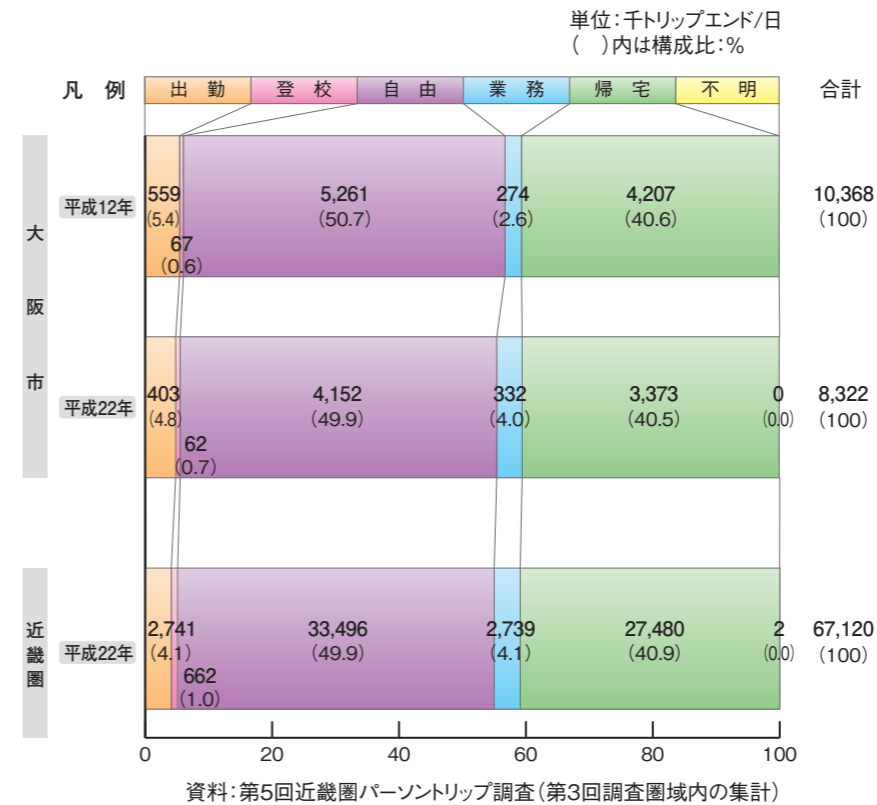 単位：千トリップエンド/日
(　)内は構成比：%
凡　例 出　勤 登　校 自　由 業　務 帰　宅 不　明 合計
大阪市
平成12年
559 5,261 274 4,207 10,368
(5.4) (50.7) (2.6) (40.6) (100)
67
(0.6)
平成22年
403 4,152 332 3,373 0 8,322
(4.8) (49.9) (4.0) (40.5) (0.0) (100)
62
(0.7)
近畿圏
平成22年
2,741 33,496 2,739 27,480 2 67,120
(4.1) (49.9) (4.1) (40.9) (0.0) (100)
662
(1.0)
0 20 40 60 80 100
資料：第5回近畿圏パーソントリップ調査(第3回調査圏域内の集計)